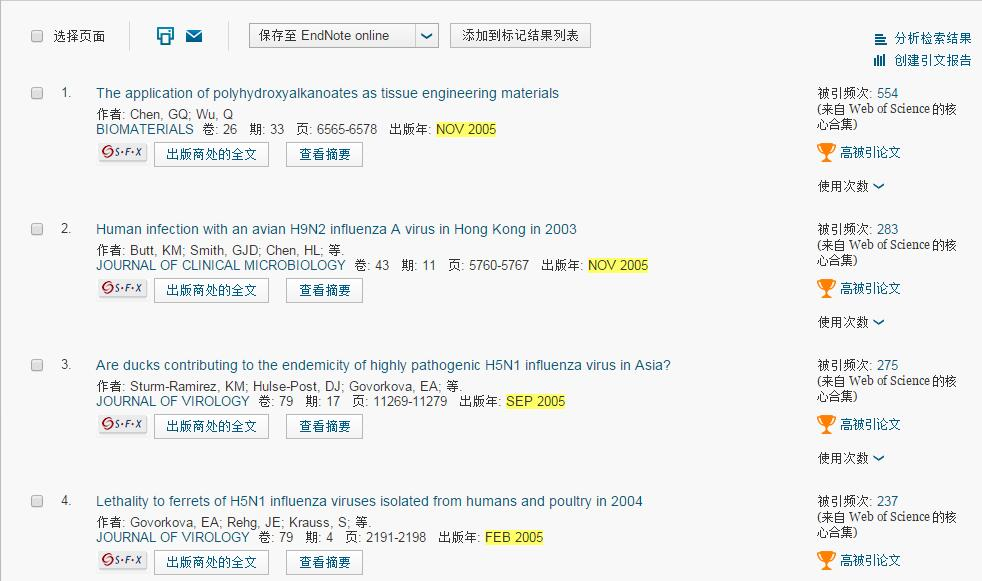 选择页面 保存至 EndNote online 添加到标记结果列表
分析检索结果
创建引文报告
1. The application of polyhydroxyalkanoates as tissue engineering materials
作者: Chen, GQ; Wu, Q
BIOMATERIALS 卷: 26 期: 33 页: 6565-6578 出版年: NOV 2005
S·F·X 出版商处的全文 查看摘要
被引频次: 554
(来自 Web of Science 的核
心合集)
高被引论文
使用次数
2. Human infection with an avian H9N2 influenza A virus in Hong Kong in 2003
作者: Butt, KM; Smith, GJD; Chen, HL; 等.
JOURNAL OF CLINICAL MICROBIOLOGY 卷: 43 期: 11 页: 5760-5767 出版年: NOV 2005
S·F·X 出版商处的全文 查看摘要
被引频次: 283
(来自 Web of Science 的核
心合集)
高被引论文
使用次数
3. Are ducks contributing to the endemicity of highly pathogenic H5N1 influenza virus in Asia?
作者: Sturm-Ramirez, KM; Hulse-Post, DJ; Govorkova, EA; 等.
JOURNAL OF VIROLOGY 卷: 79 期: 17 页: 11269-11279 出版年: SEP 2005
S·F·X 出版商处的全文 查看摘要
被引频次: 275
(来自 Web of Science 的核
心合集)
高被引论文
使用次数
4. Lethality to ferrets of H5N1 influenza viruses isolated from humans and poultry in 2004
作者: Govorkova, EA; Rehg, JE; Krauss, S; 等.
JOURNAL OF VIROLOGY 卷: 79 期: 4 页: 2191-2198 出版年: FEB 2005
S·F·X 出版商处的全文 查看摘要
被引频次: 237
(来自 Web of Science 的核
心合集)
高被引论文